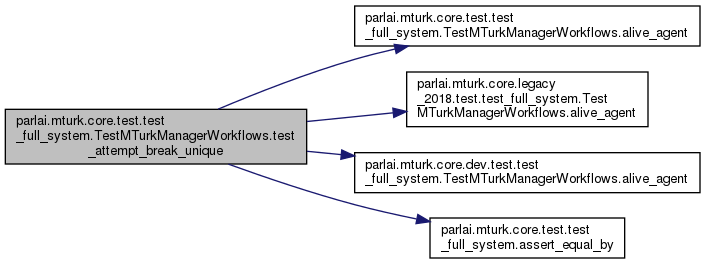 parlai.mturk.core.test.test
_full_system.TestMTurkManagerWorkflows.test
_attempt_break_unique
parlai.mturk.core.test.test
_full_system.TestMTurkManagerWorkflows.alive_agent
parlai.mturk.core.legacy
_2018.test.test_full_system.Test
MTurkManagerWorkflows.alive_agent
parlai.mturk.core.dev.test.test
_full_system.TestMTurkManagerWorkflows.alive_agent
parlai.mturk.core.test.test
_full_system.assert_equal_by